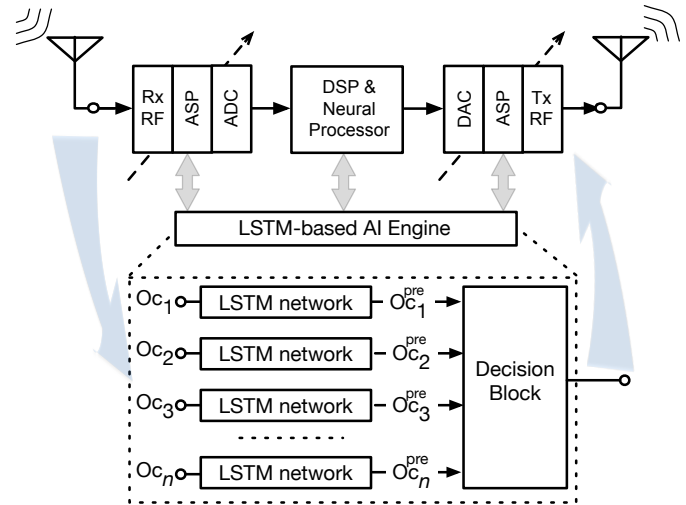 Rx
RF
ASP
ADC
DSP &
Neural
Processor
DAC
ASP
Tx
RF
LSTM-based AI Engine
Oc1 LSTM network Oc1pre
Oc2 LSTM network Oc2pre
Oc3 LSTM network Oc3pre
Ocn LSTM network Ocnpre
Decision
Block